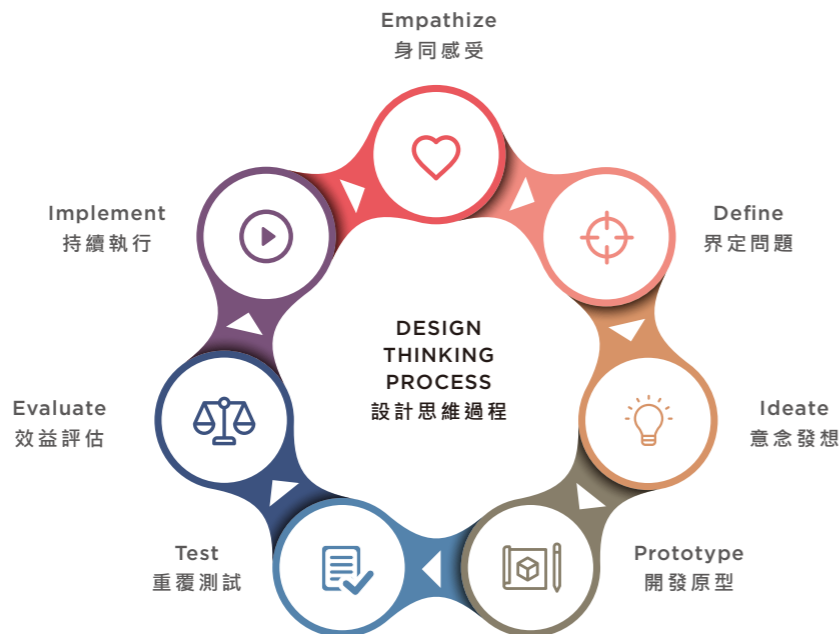 Empathize
身同感受
Define
界定問題
Ideate
意念發想
Prototype
開發原型
Test
重覆測試
Evaluate
效益評估
Implement
持續執行
DESIGN
THINKING
PROCESS
設計思維過程